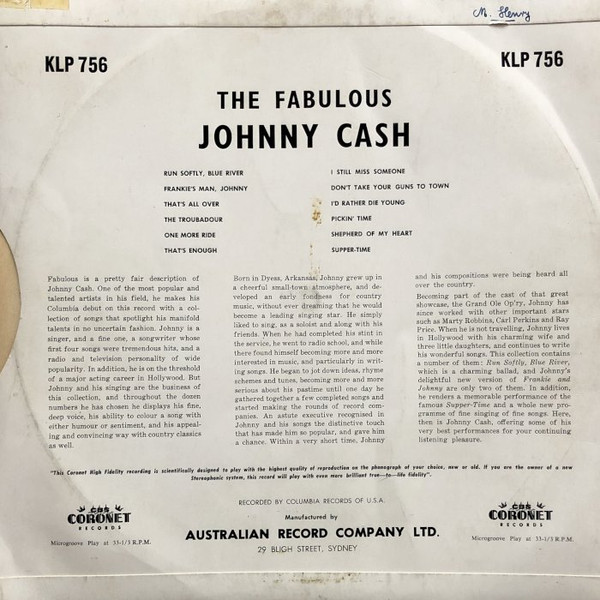 M. Henry
KLP 756
KLP 756
THE FABULOUS
JOHNNY CASH
RUN SOFTLY, BLUE RIVER
FRANKIE'S MAN, JOHNNY
THAT'S ALL OVER
THE TROUBADOUR
ONE MORE RIDE
THAT'S ENOUGH
I STILL MISS SOMEONE
DON'T TAKE YOUR GUNS TO TOWN
I'D RATHER DIE YOUNG
PICKIN' TIME
SHEPHERD OF MY HEART
SUPPER-TIME
Fabulous is a pretty fair description of
Johnny Cash. One of the most popular and
talented artists in his field, he makes his
Columbia debut on this record with a col-
lection of songs that spotlight his manifold
talents in no uncertain fashion. Johnny is a
singer, and a fine one, a songwriter whose
first four songs were tremendous hits, and a
radio and television personality of wide
popularity. In addition, he is on the threshold
of a major acting career in Hollywood. But
Johnny and his singing are the business of
this collection, and throughout the dozen
numbers he has chosen he displays his fine,
deep voice, his ability to colour a song with
either humour or sentiment, and his appeal-
ing and convincing way with country classics
as well.
Born in Dyess, Arkansas, Johnny grew up in
a cheerful small-town atmosphere, and de-
veloped an early fondness for country
music, without ever dreaming that he would
become a leading singing star. He simply
liked to sing, as a soloist and along with his
friends. When he had completed his stint in
the service, he went to radio school, and while
there found himself becoming more and more
interested in music, and particularly in writ-
ing songs. He began to jot down ideas, rhyme
schemes and tunes, becoming more and more
serious about his pastime until one day he
gathered together a few completed songs and
started making the rounds of record com-
panies. An astute executive recognised in
Johnny and his songs the distinctive touch
that has made him so popular, and gave him
a chance. Within a very short time, Johnny
and his compositions were being heard all
over the country.
Becoming part of the cast of that great
showcase, the Grand Ole Op'ry, Johnny has
since worked with other important stars
such as Marty Robbins, Carl Perkins and Ray
Price. When he is not travelling, Johnny lives
in Hollywood with his charming wife and
three little daughters, and continues to write
his wonderful songs. This collection contains
a number of them: Run Softly, Blue River,
which is a charming ballad, and Johnny's
delightful new version of Frankie and
Johnny are only two of them. In addition,
he renders a memorable performance of the
famous Supper-Time and a whole new pro-
gramme of fine singing of fine songs. Here,
then is Johnny Cash, offering some of his
very best performances for your continuing
listening pleasure.
"This Coronet High Fidelity recording is scientifically designed to play with the highest quality of reproduction on the phonograph of your choice, new or old. If you are the owner of a new
Stereophonic system, this record will play with even more brilliant true-to-life fidelity".
RECORDED BY COLUMBIA RECORDS OF U.S.A.
Manufactured by
AUSTRALIAN RECORD COMPANY LTD.
29 BLIGH STREET, SYDNEY
CBS
CORONET
RECORDS
Microgroove Play at 33-1/3 R.P.M.
CBS
CORONET
RECORDS
Microgroove Play at 33-1/3 R.P.M.